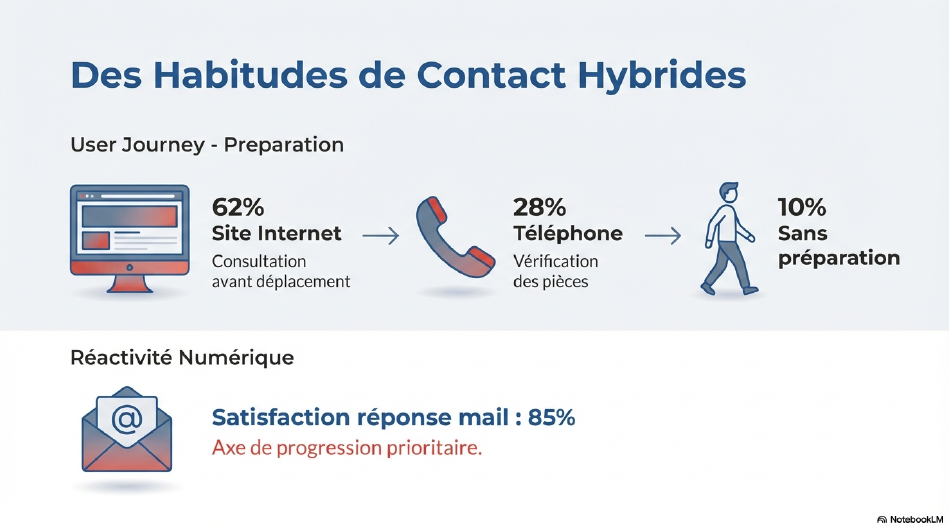 Des Habitudes de Contact Hybrides
User Journey - Preparation
62%
Site Internet
Consultation
avant déplacement
28%
Téléphone
Vérification
des pièces
10%
Sans
préparation
Réactivité Numérique
@
Satisfaction réponse mail : 85%
Axe de progression prioritaire.
NotebookLM